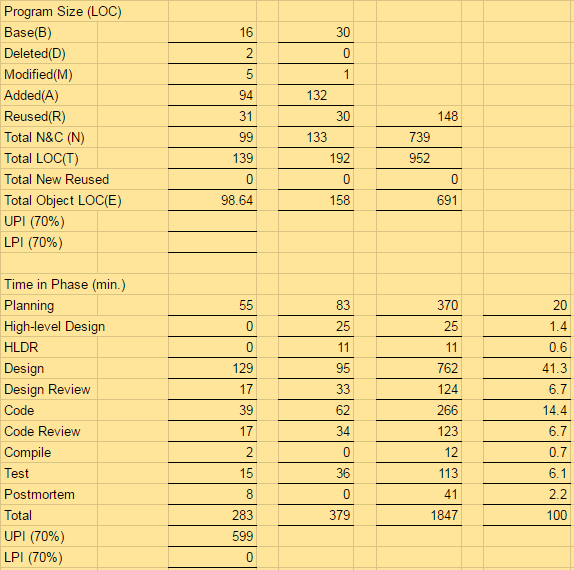 Program Size (LOC)
Base(B) 16 30
Deleted(D) 2 0
Modified(M) 5 1
Added(A) 94 132
Reused(R) 31 30 148
Total N&C (N) 99 133 739
Total LOC(T) 139 192 952
Total New Reused 0 0 0
Total Object LOC(E) 98.64 158 691
UPI (70%)
LPI (70%)
Time in Phase (min.)
Planning 55 83 370 20
High-level Design 0 25 25 1.4
HLDR 0 11 11 0.6
Design 129 95 762 41.3
Design Review 17 33 124 6.7
Code 39 62 266 14.4
Code Review 17 34 123 6.7
Compile 2 0 12 0.7
Test 15 36 113 6.1
Postmortem 8 0 41 2.2
Total 283 379 1847 100
UPI (70%) 599
LPI (70%) 0